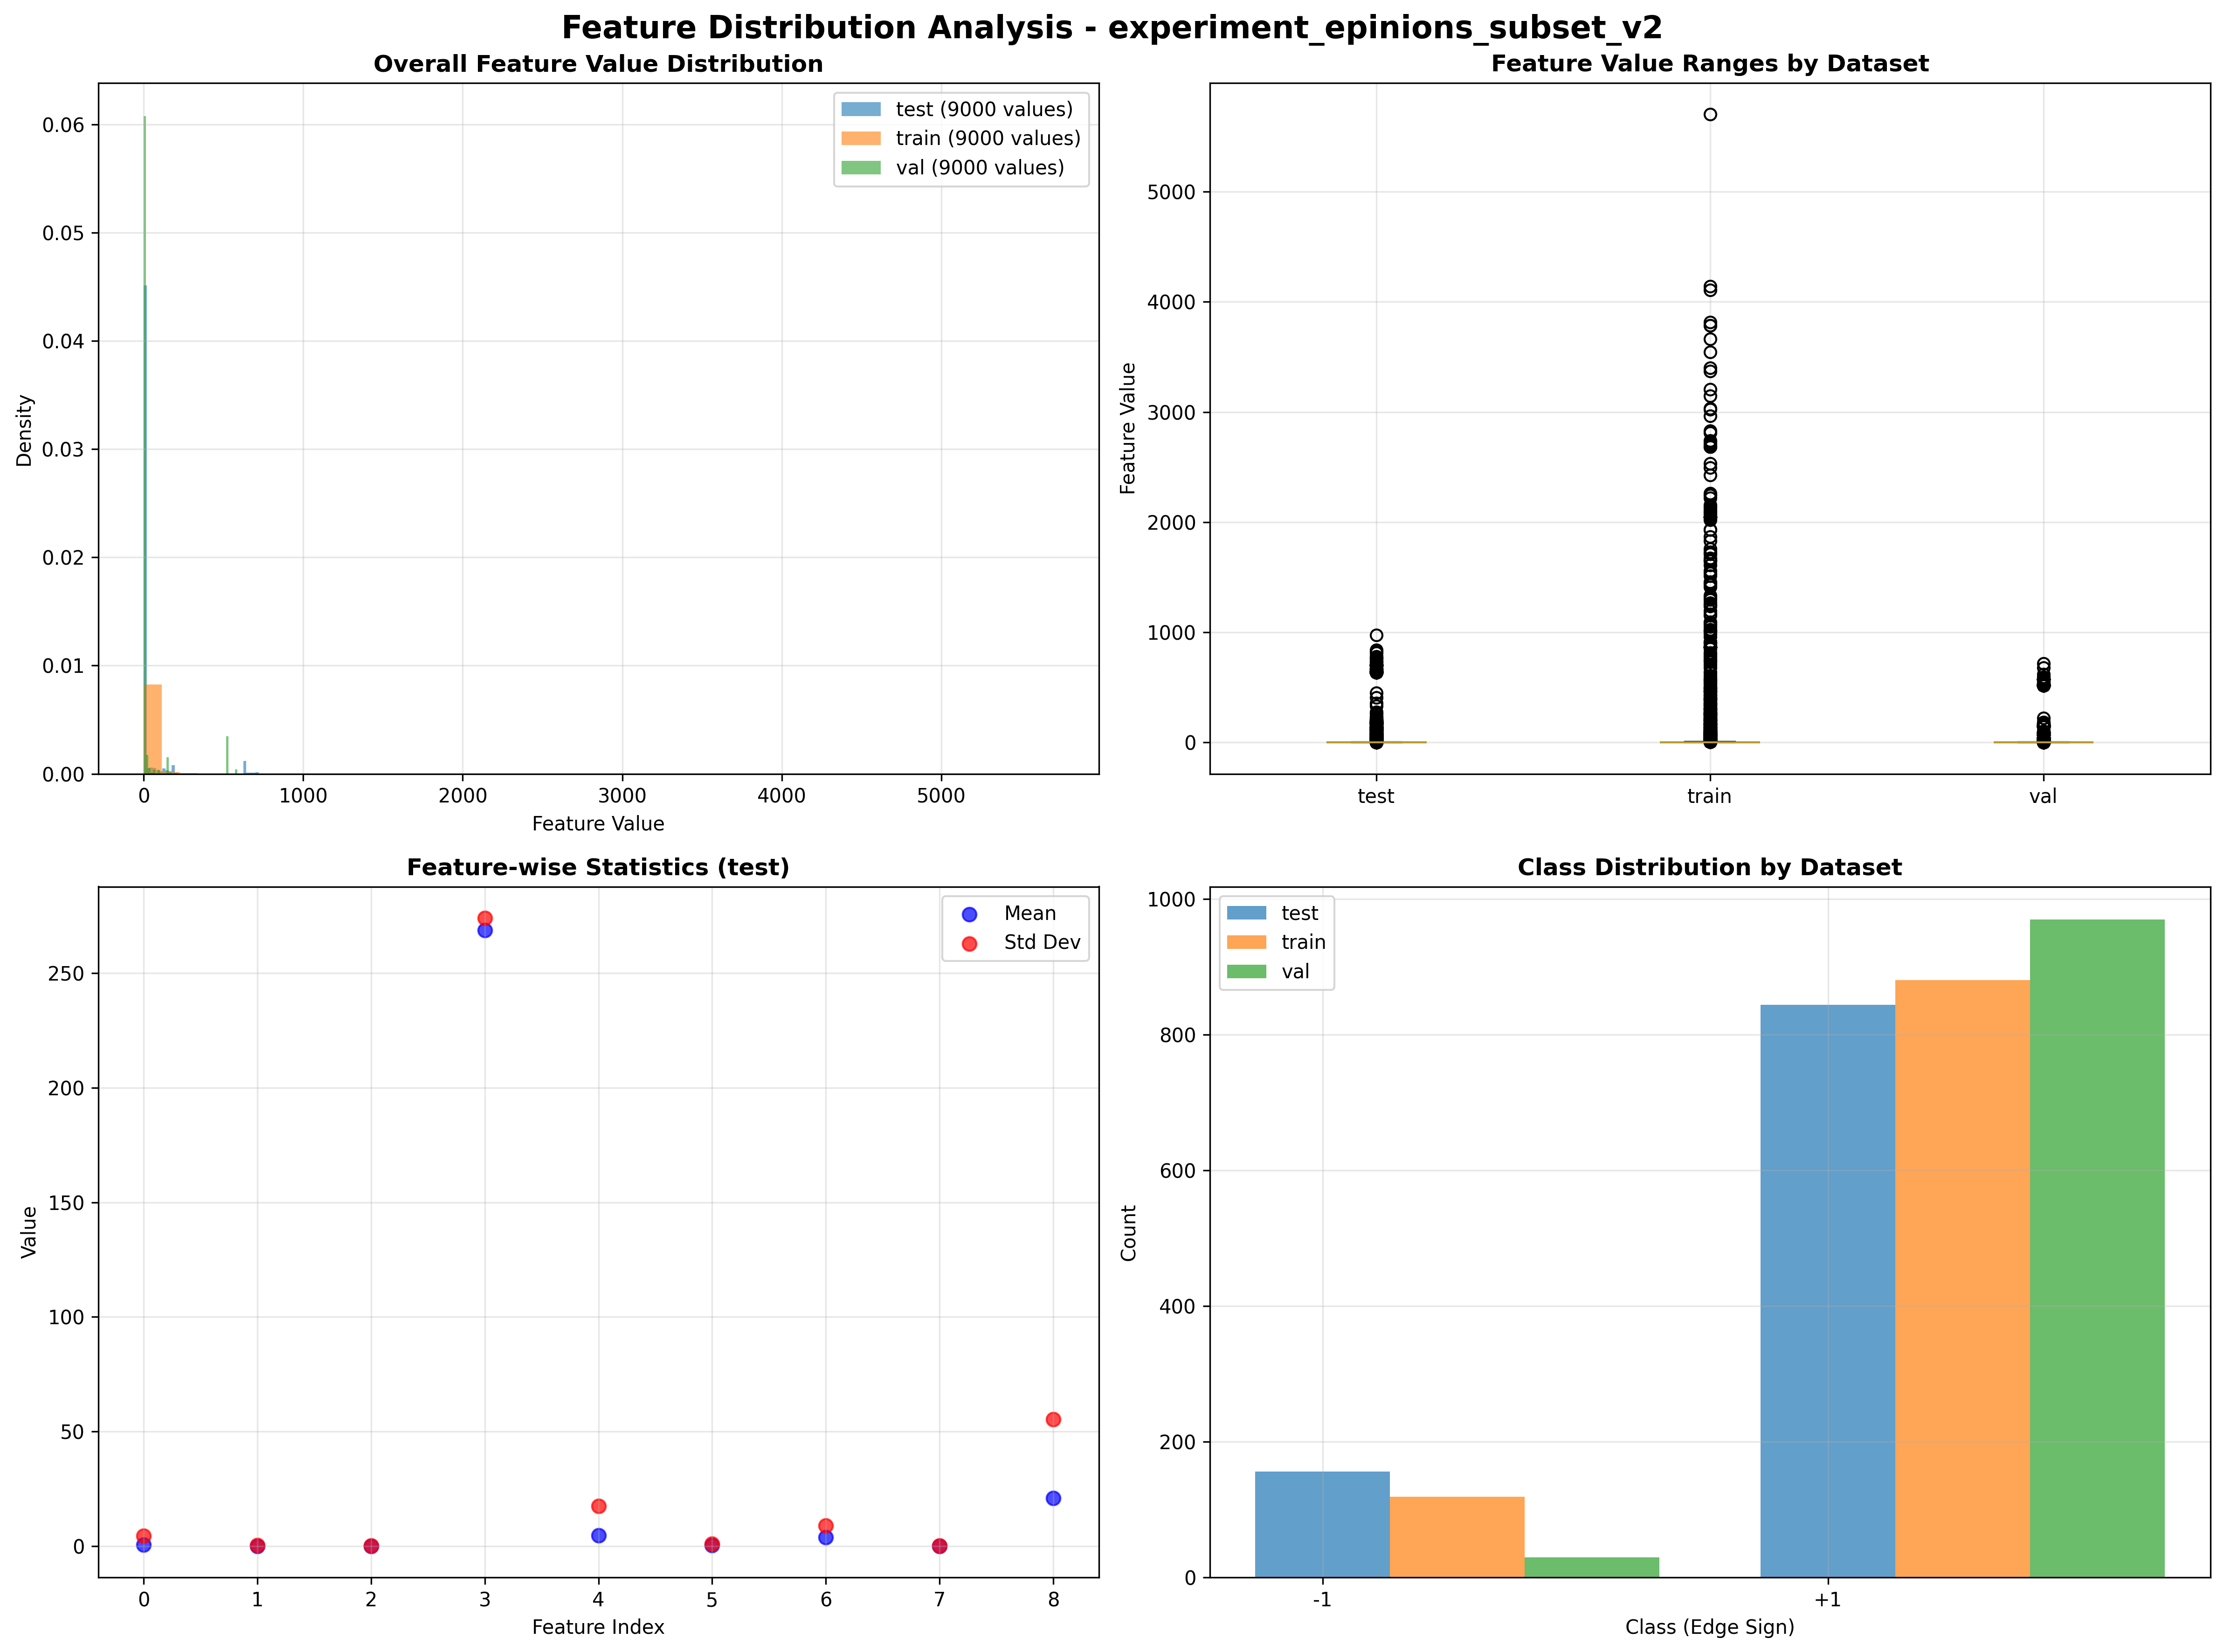 Feature Distribution Analysis - experiment_epinions_subset_v2
Overall Feature Value Distribution
test (9000 values)
train (9000 values)
val (9000 values)
0.06
0.05
0.04
0.03
0.02
0.01
0.00
Density
0 1000 2000 3000 4000 5000
Feature Value
Feature Value Ranges by Dataset
5000
4000
3000
2000
1000
0
Feature Value
test train val
Feature-wise Statistics (test)
Mean
Std Dev
250
200
150
100
50
0
Value
0 1 2 3 4 5 6 7 8
Feature Index
Class Distribution by Dataset
test
train
val
1000
800
600
400
200
0
Count
-1 +1
Class (Edge Sign)